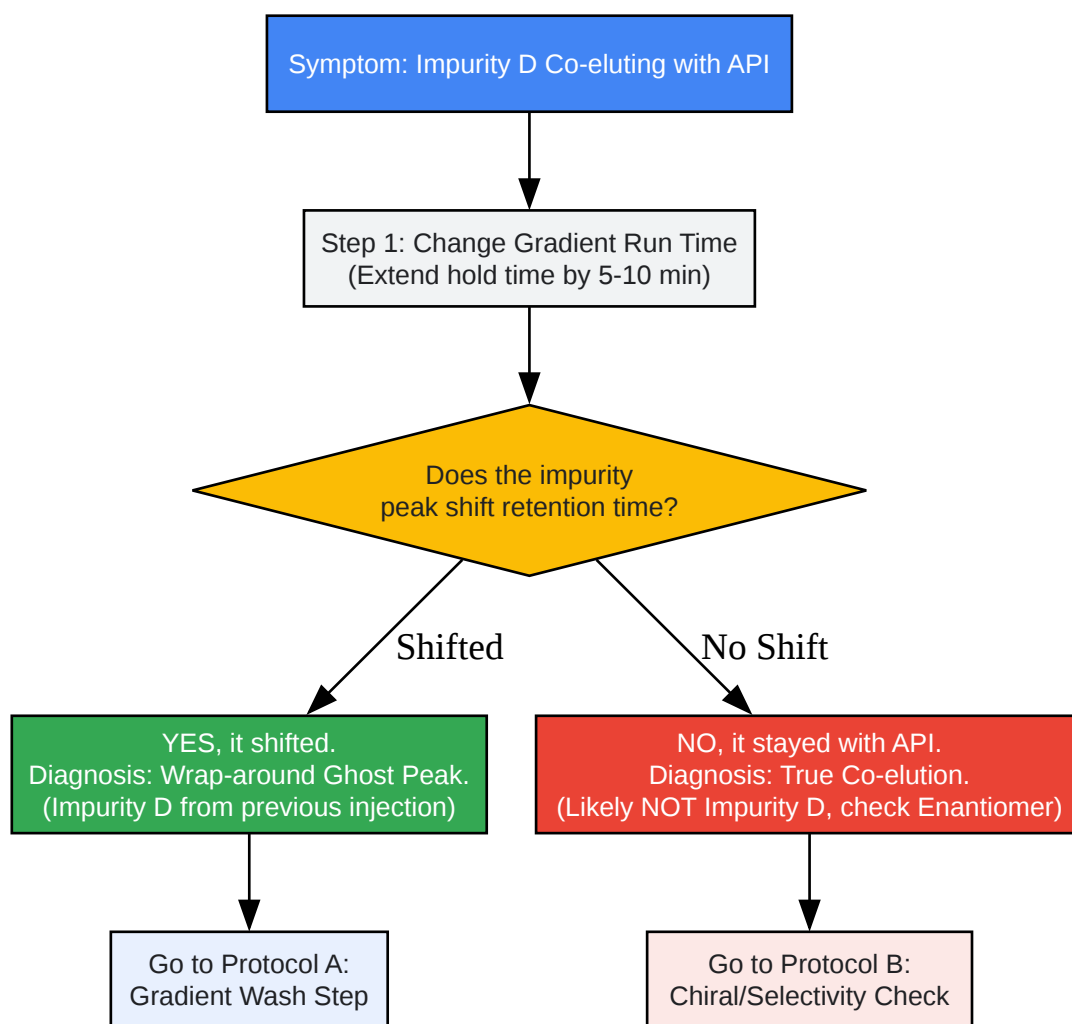 Symptom: Impurity D Co-eluting with API
Step 1: Change Gradient Run Time
(Extend hold time by 5-10 min)
Does the impurity
peak shift retention time?
Shifted
No Shift
YES, it shifted.
Diagnosis: Wrap-around Ghost Peak.
(Impurity D from previous injection)
NO, it stayed with API.
Diagnosis: True Co-elution.
(Likely NOT Impurity D, check Enantiomer)
Go to Protocol A:
Gradient Wash Step
Go to Protocol B:
Chiral/Selectivity Check